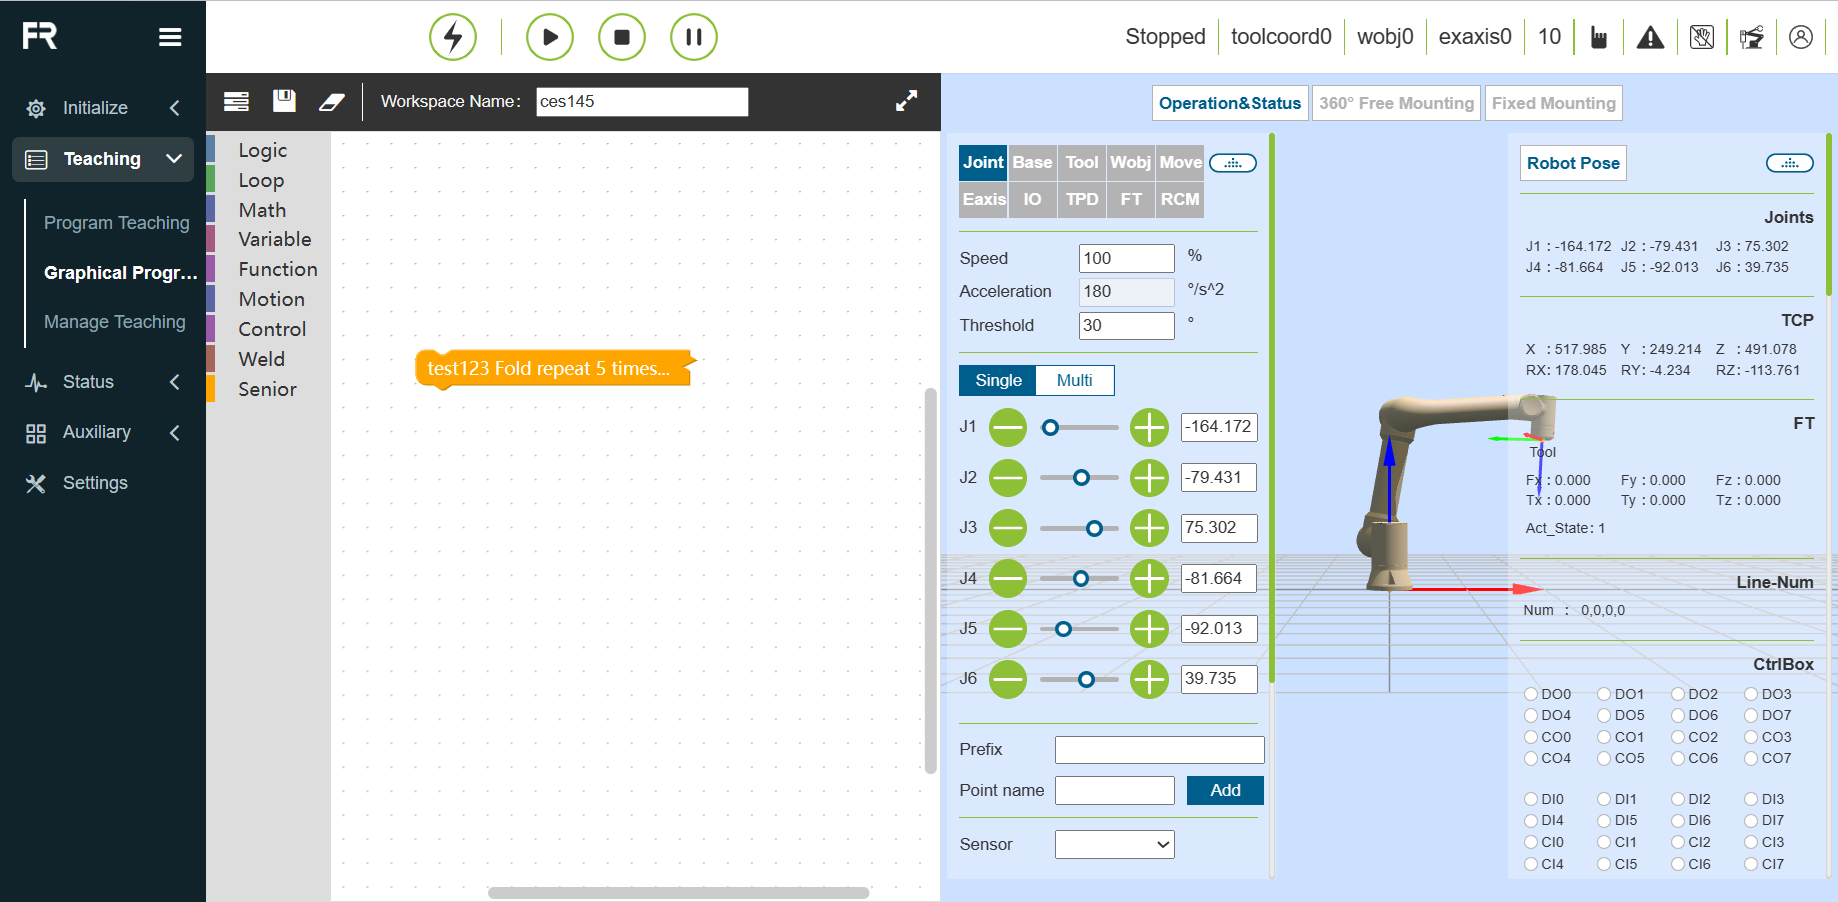 FR
Stopped toolcoord0 wobj0 exaxis0 10
Initialize
Teaching
Program Teaching
Graphical Progr...
Manage Teaching
Status
Auxiliary
Settings
Workspace Name: ces145
Logic
Loop
Math
Variable
Function
Motion
Control
Weld
Senior
test123 Fold repeat 5 times...
Operation&Status 360° Free Mounting Fixed Mounting
Joint Base Tool Wobj Move
Eaxis IO TPD FT RCM
Speed 100 %
Acceleration 180 °/s^2
Threshold 30 °
Single Multi
J1 -164.172
J2 -79.431
J3 75.302
J4 -81.664
J5 -92.013
J6 39.735
Prefix
Point name Add
Sensor
Tool
Robot Pose
Joints
J1 : -164.172 J2 : -79.431 J3 : 75.302
J4 : -81.664 J5 : -92.013 J6 : 39.735
TCP
X : 517.985 Y : 249.214 Z : 491.078
RX: 178.045 RY: -4.234 RZ: -113.761
FT
Fx : 0.000 Fy : 0.000 Fz : 0.000
Tx : 0.000 Ty : 0.000 Tz : 0.000
Act_State: 1
Line-Num
Num : 0,0,0,0
CtrlBox
DO0 DO1 DO2 DO3
DO4 DO5 DO6 DO7
CO0 CO1 CO2 CO3
CO4 CO5 CO6 CO7
DI0 DI1 DI2 DI3
DI4 DI5 DI6 DI7
CI0 CI1 CI2 CI3
CI4 CI5 CI6 CI7